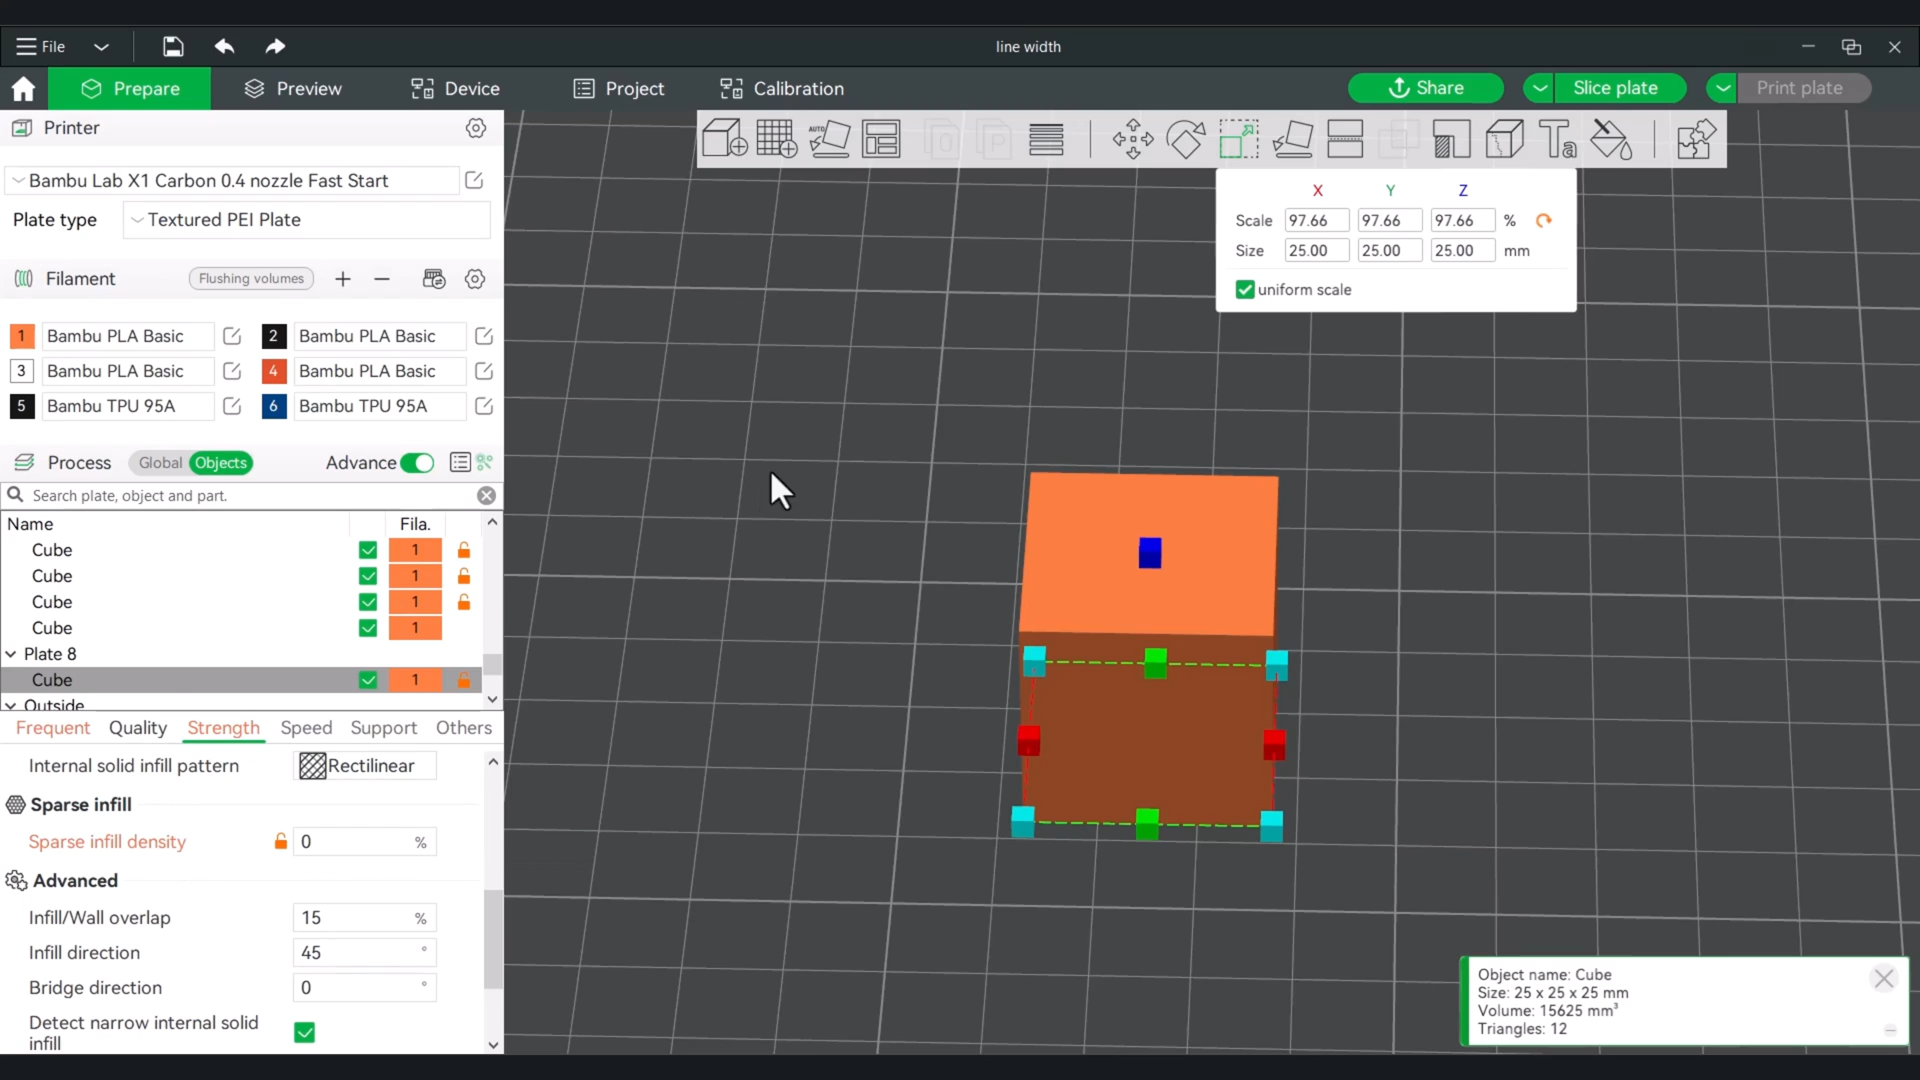 File
line width
Prepare
Preview
Device
Project
Calibration
Share
Slice plate
Print plate
Printer
Bambu Lab X1 Carbon 0.4 nozzle Fast Start
Plate type
Textured PEI Plate
Filament
Flushing volumes
1 Bambu PLA Basic
2 Bambu PLA Basic
3 Bambu PLA Basic
4 Bambu PLA Basic
5 Bambu TPU 95A
6 Bambu TPU 95A
Process
Global Objects
Advance
Search plate, object and part.
Name Fila.
Cube 1
Cube 1
Cube 1
Cube 1
Plate 8
Cube 1
Outside
Frequent Quality Strength Speed Support Others
Internal solid infill pattern Rectilinear
Sparse infill
Sparse infill density 0 %
Advanced
Infill/Wall overlap 15 %
Infill direction 45 °
Bridge direction 0 °
Detect narrow internal solid
infill
AUTO
X Y Z
Scale 97.66 97.66 97.66 %
Size 25.00 25.00 25.00 mm
uniform scale
Object name: Cube
Size: 25 x 25 x 25 mm
Volume: 15625 mm³
Triangles: 12